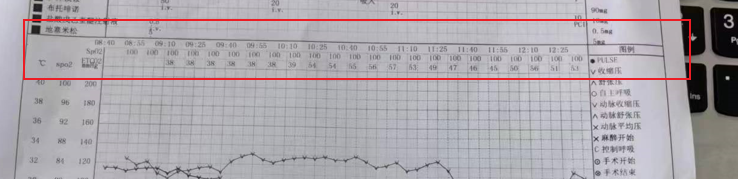 50 20 吸入 20 90mg
布托啡诺 i.v. i.v.
地塞米松 5 0.5mg
PCI
5mg
08:40 08:55 09:10 09:25 09:40 09:55 10:10 10:25 10:40 10:55 11:10 11:25 11:40 11:55 12:10 12:25 图例
SpO2 100 100 100 100 100 100 100 100 100 100 100 100 100 100 100 100 100 100 100 100 100 100 100 100 ● PULSE
℃ spo2 ETCO2 mmHg 38 38 38 38 38 38 39 54 54 55 56 57 53 49 47 46 45 50 56 51 53 ∨ 收缩压
40 100 200 ∧ 舒张压
○ 自主呼吸
38 96 180 ∨ 动脉收缩压
∧ 动脉舒张压
36 92 160 × 动脉平均压
34 88 140 × 麻醉开始
C 控制呼吸
32 84 120 ⊙ 手术开始
⊗ 手术结束
ins
3